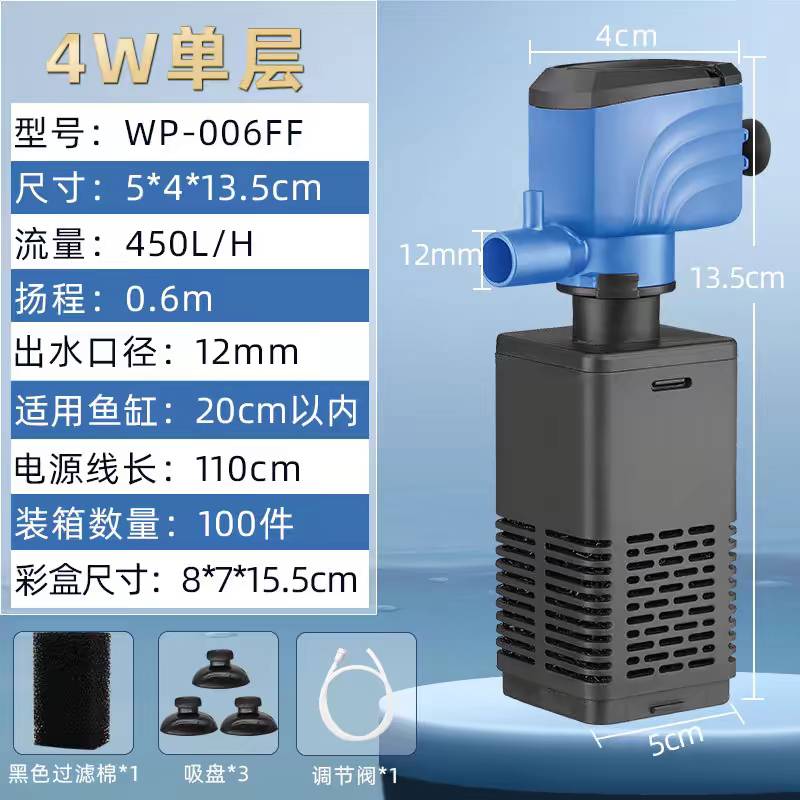 4W单层
型号：WP-006FF
尺寸：5*4*13.5cm
流量：450L/H
扬程：0.6m
出水口径：12mm
适用鱼缸：20cm以内
电源线长：110cm
装箱数量：100件
彩盒尺寸：8*7*15.5cm
4cm
12mm
13.5cm
5cm
黑色过滤棉*1
吸盘*3
调节阀*1